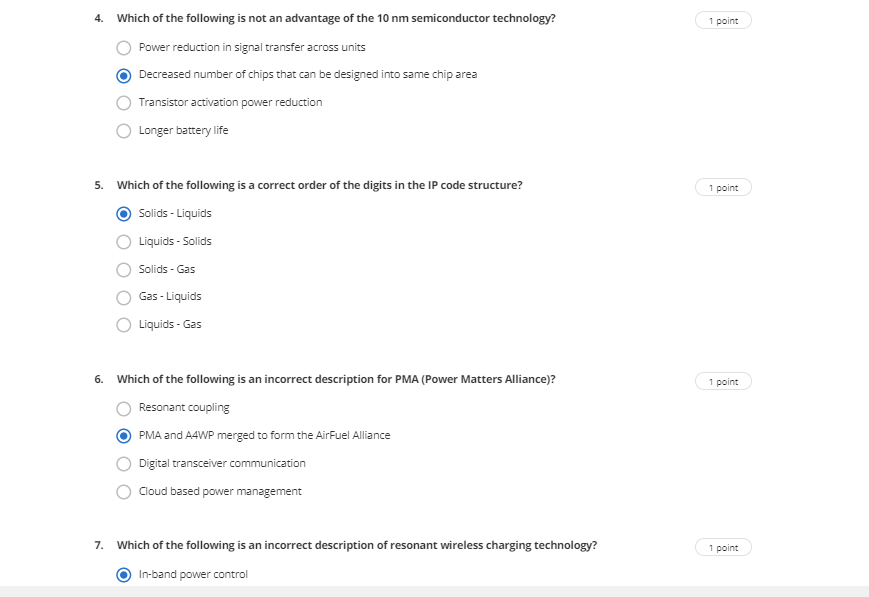 4. Which of the following is not an advantage of the 10 nm semiconductor technology?
1 point
Power reduction in signal transfer across units
Decreased number of chips that can be designed into same chip area
Transistor activation power reduction
Longer battery life
5. Which of the following is a correct order of the digits in the IP code structure?
1 point
Solids - Liquids
Liquids - Solids
Solids - Gas
Gas - Liquids
Liquids - Gas
6. Which of the following is an incorrect description for PMA (Power Matters Alliance)?
1 point
Resonant coupling
PMA and A4WP merged to form the AirFuel Alliance
Digital transceiver communication
Cloud based power management
7. Which of the following is an incorrect description of resonant wireless charging technology?
1 point
In-band power control